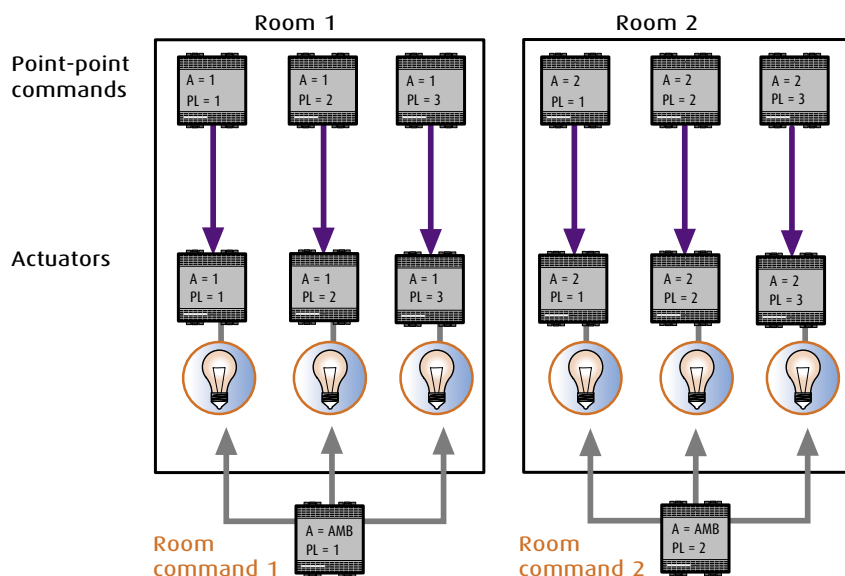 Room 1
Room 2
Point-point
commands
A = 1
PL = 1
A = 1
PL = 2
A = 1
PL = 3
A = 2
PL = 1
A = 2
PL = 2
A = 2
PL = 3
Actuators
A = 1
PL = 1
A = 1
PL = 2
A = 1
PL = 3
A = 2
PL = 1
A = 2
PL = 2
A = 2
PL = 3
Room
command 1
A = AMB
PL = 1
Room
command 2
A = AMB
PL = 2